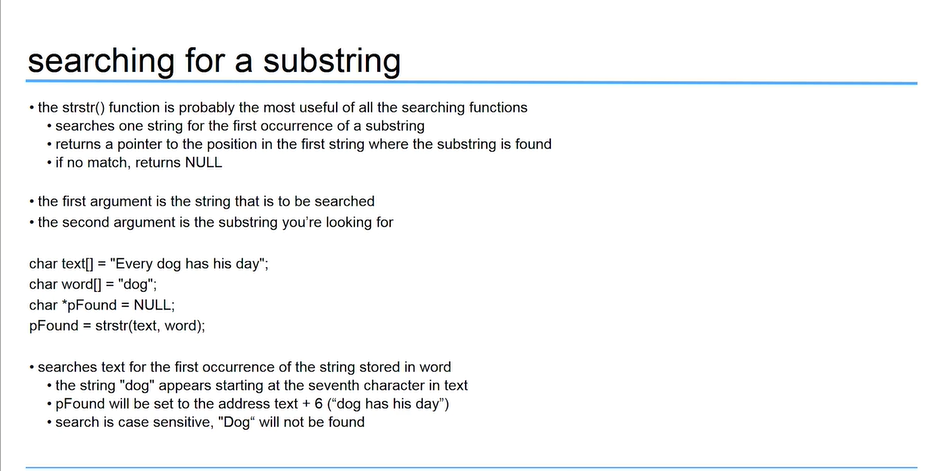 searching for a substring
• the strstr() function is probably the most useful of all the searching functions
• searches one string for the first occurrence of a substring
• returns a pointer to the position in the first string where the substring is found
• if no match, returns NULL
• the first argument is the string that is to be searched
• the second argument is the substring you're looking for
char text[] = "Every dog has his day";
char word[] = "dog";
char *pFound = NULL;
pFound = strstr(text, word);
• searches text for the first occurrence of the string stored in word
• the string "dog" appears starting at the seventh character in text
• pFound will be set to the address text + 6 (“dog has his day”)
• search is case sensitive, "Dog“ will not be found